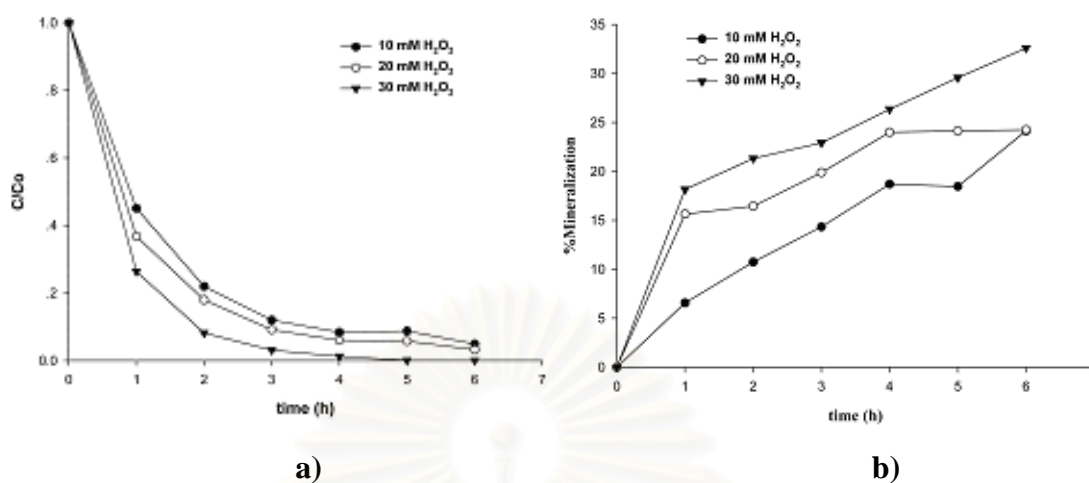 1.0
.8
.6
.4
.2
0.0
C/Co
10 mM H2O2
20 mM H2O2
30 mM H2O2
0 1 2 3 4 5 6 7
time (h)
a)
35
30
25
20
15
10
5
0
%Mineralization
10 mM H2O2
20 mM H2O2
30 mM H2O2
0 1 2 3 4 5 6
time (h)
b)